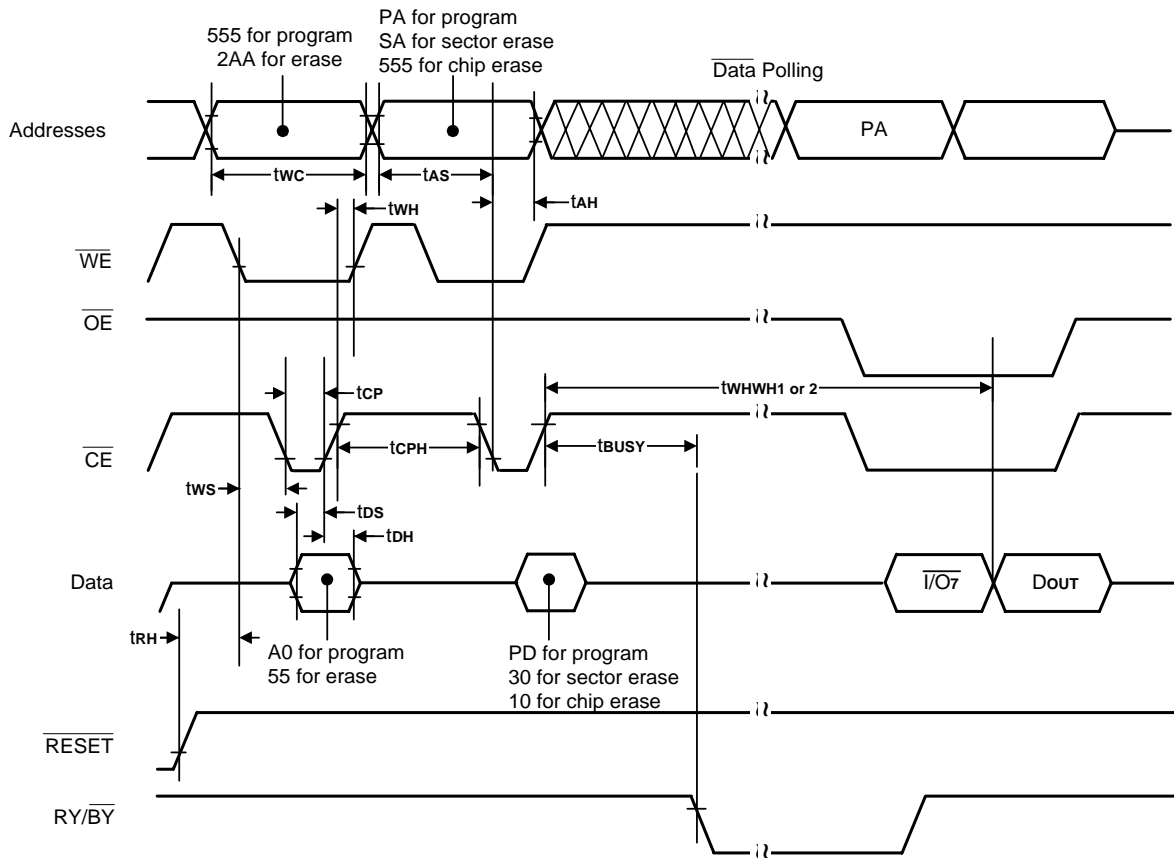 555 for program
2AA for erase
PA for program
SA for sector erase
555 for chip erase
Data Polling
Addresses
PA
tWC
tAS
tAH
tWH
WE
OE
tWHWH1 or 2
tCP
CE
tCPH
tBUSY
tWS
tDS
tDH
Data
I/O7
DOUT
tRH
A0 for program
55 for erase
PD for program
30 for sector erase
10 for chip erase
RESET
RY/BY